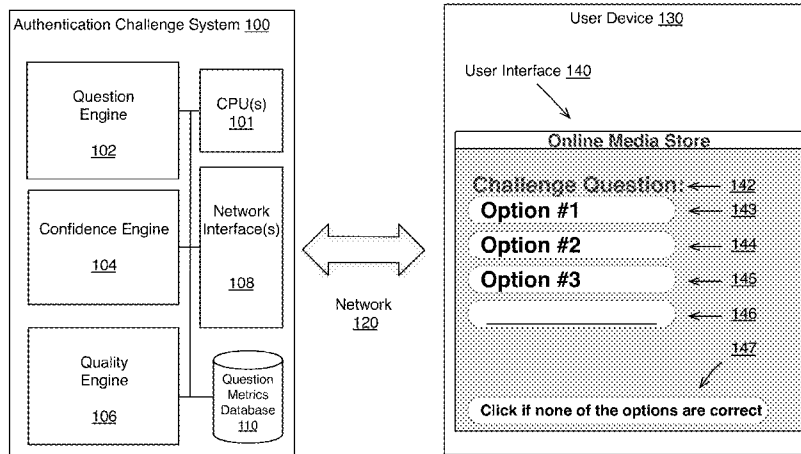 Authentication Challenge System 100
Question
Engine
102
CPU(s)
101
Confidence Engine
104
Network
Interface(s)
108
Quality
Engine
106
Question
Metrics
Database
110
Network
120
User Device 130
User Interface 140
Online Media Store
Challenge Question:
142
Option #1
143
Option #2
144
Option #3
145
146
147
Click if none of the options are correct